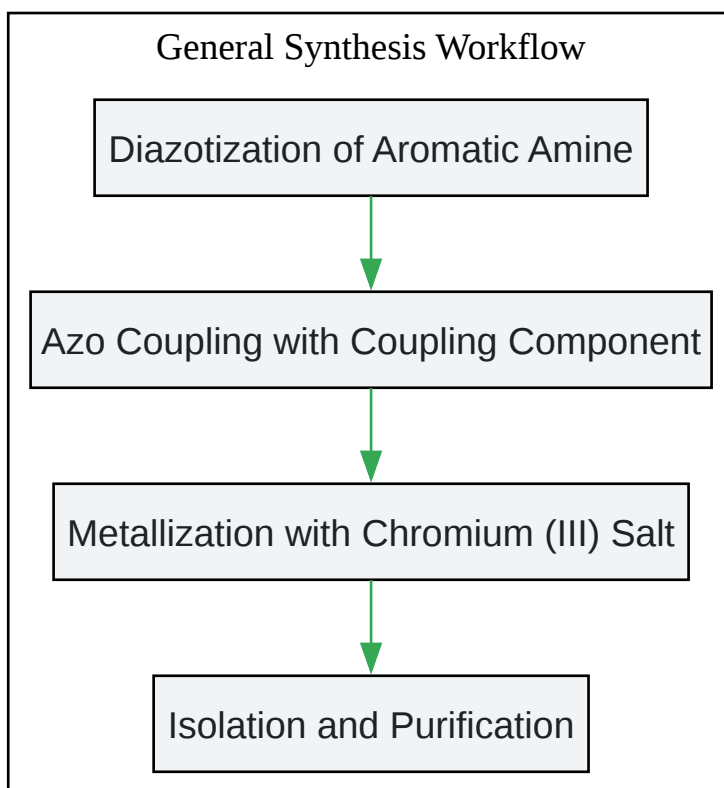 General Synthesis Workflow
Diazotization of Aromatic Amine
Azo Coupling with Coupling Component
Metallization with Chromium (III) Salt
Isolation and Purification